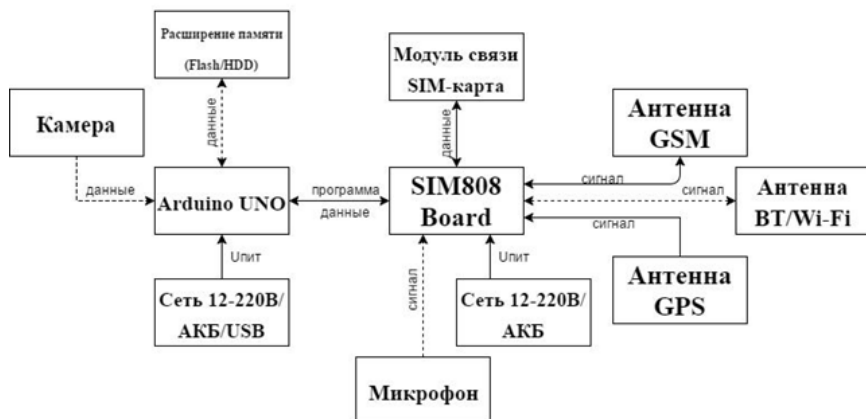 Расширение памяти
(Flash/HDD)
Модуль связи
SIM-карта
Камера
данные
данные
Антенна
GSM
данные
программа
данные
Arduino UNO
SIM808
Board
сигнал
сигнал
Антенна
BT/Wi-Fi
сигнал
Uпит
Uпит
сигнал
Сеть 12-220В/
АКБ/USB
Сеть 12-220В/
АКБ
Антенна
GPS
Микрофон